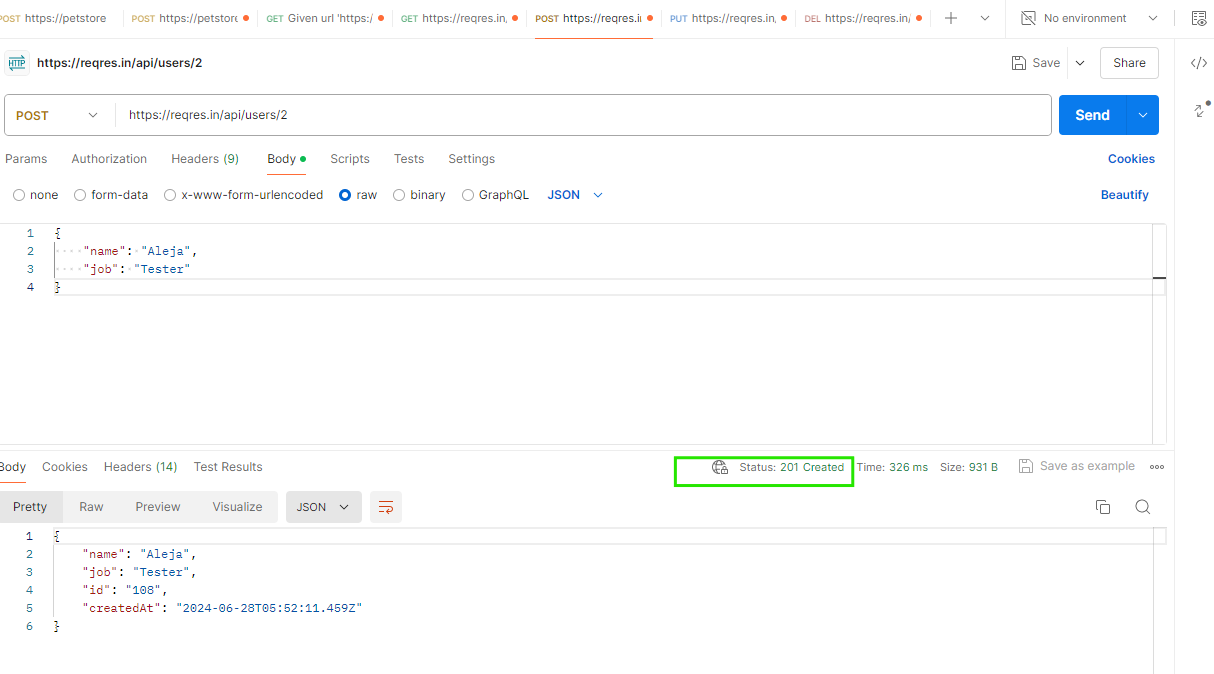 POST https://petstore POST https://petstore GET Given url 'https:/ GET https://reqres.in, POST https://reqres.in PUT https://reqres.in, DEL https://reqres.in/ No environment
HTTP https://reqres.in/api/users/2 Save Share
POST https://reqres.in/api/users/2 Send
Params Authorization Headers (9) Body Scripts Tests Settings Cookies
none form-data x-www-form-urlencoded raw binary GraphQL JSON Beautify
1 {
2 "name": "Aleja",
3 "job": "Tester"
4 }
Body Cookies Headers (14) Test Results Status: 201 Created Time: 326 ms Size: 931 B Save as example
Pretty Raw Preview Visualize JSON
1 {
2 "name": "Aleja",
3 "job": "Tester",
4 "id": "108",
5 "createdAt": "2024-06-28T05:52:11.459Z"
6 }